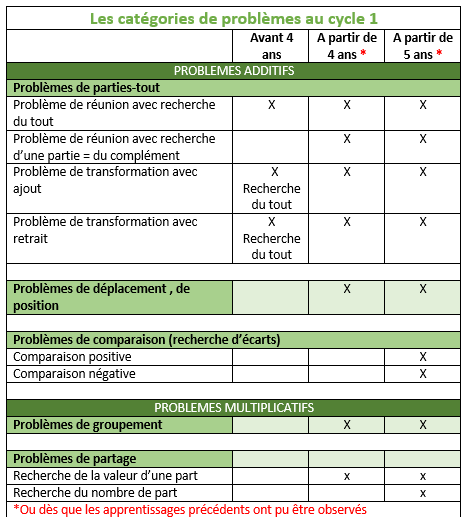 Les catégories de problèmes au cycle 1
Avant 4 ans A partir de 4 ans * A partir de 5 ans *
PROBLEMES ADDITIFS
Problèmes de parties-tout
Problème de réunion avec recherche du tout X X X
Problème de réunion avec recherche d'une partie = du complément X X
Problème de transformation avec ajout X Recherche du tout X X
Problème de transformation avec retrait X Recherche du tout X X
Problèmes de déplacement , de position X X
Problèmes de comparaison (recherche d'écarts)
Comparaison positive X
Comparaison négative X
PROBLEMES MULTIPLICATIFS
Problèmes de groupement X X
Problèmes de partage
Recherche de la valeur d'une part x x
Recherche du nombre de part x
*Ou dès que les apprentissages précédents ont pu être observés